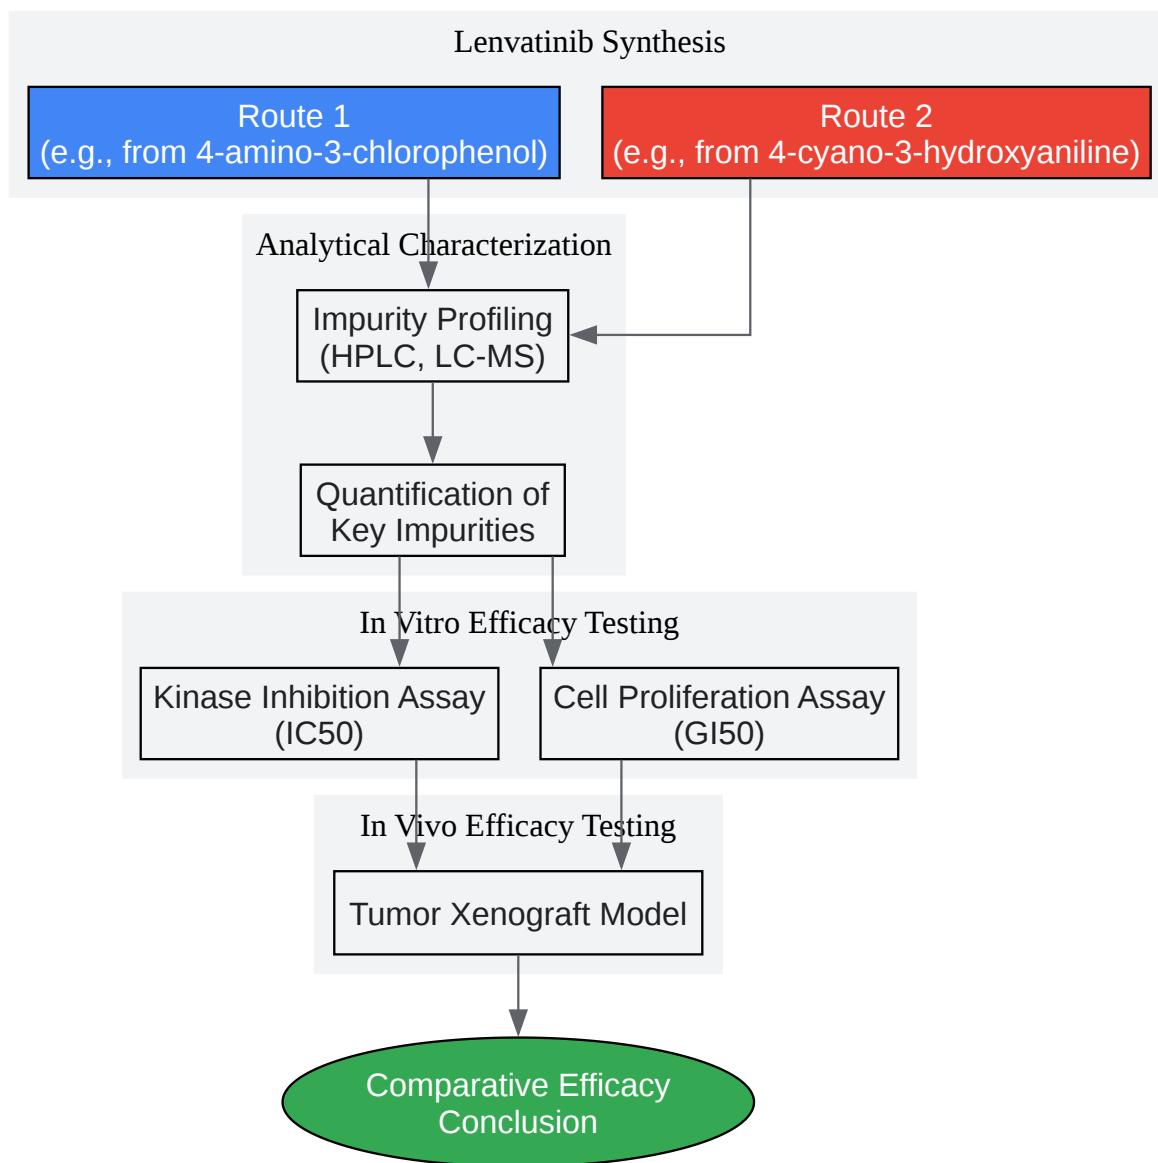 Lenvatinib Synthesis
Route 1
(e.g., from 4-amino-3-chlorophenol)
Route 2
(e.g., from 4-cyano-3-hydroxyaniline)
Analytical Characterization
Impurity Profiling
(HPLC, LC-MS)
Quantification of
Key Impurities
In Vitro Efficacy Testing
Kinase Inhibition Assay
(IC50)
Cell Proliferation Assay
(GI50)
In Vivo Efficacy Testing
Tumor Xenograft Model
Comparative Efficacy
Conclusion